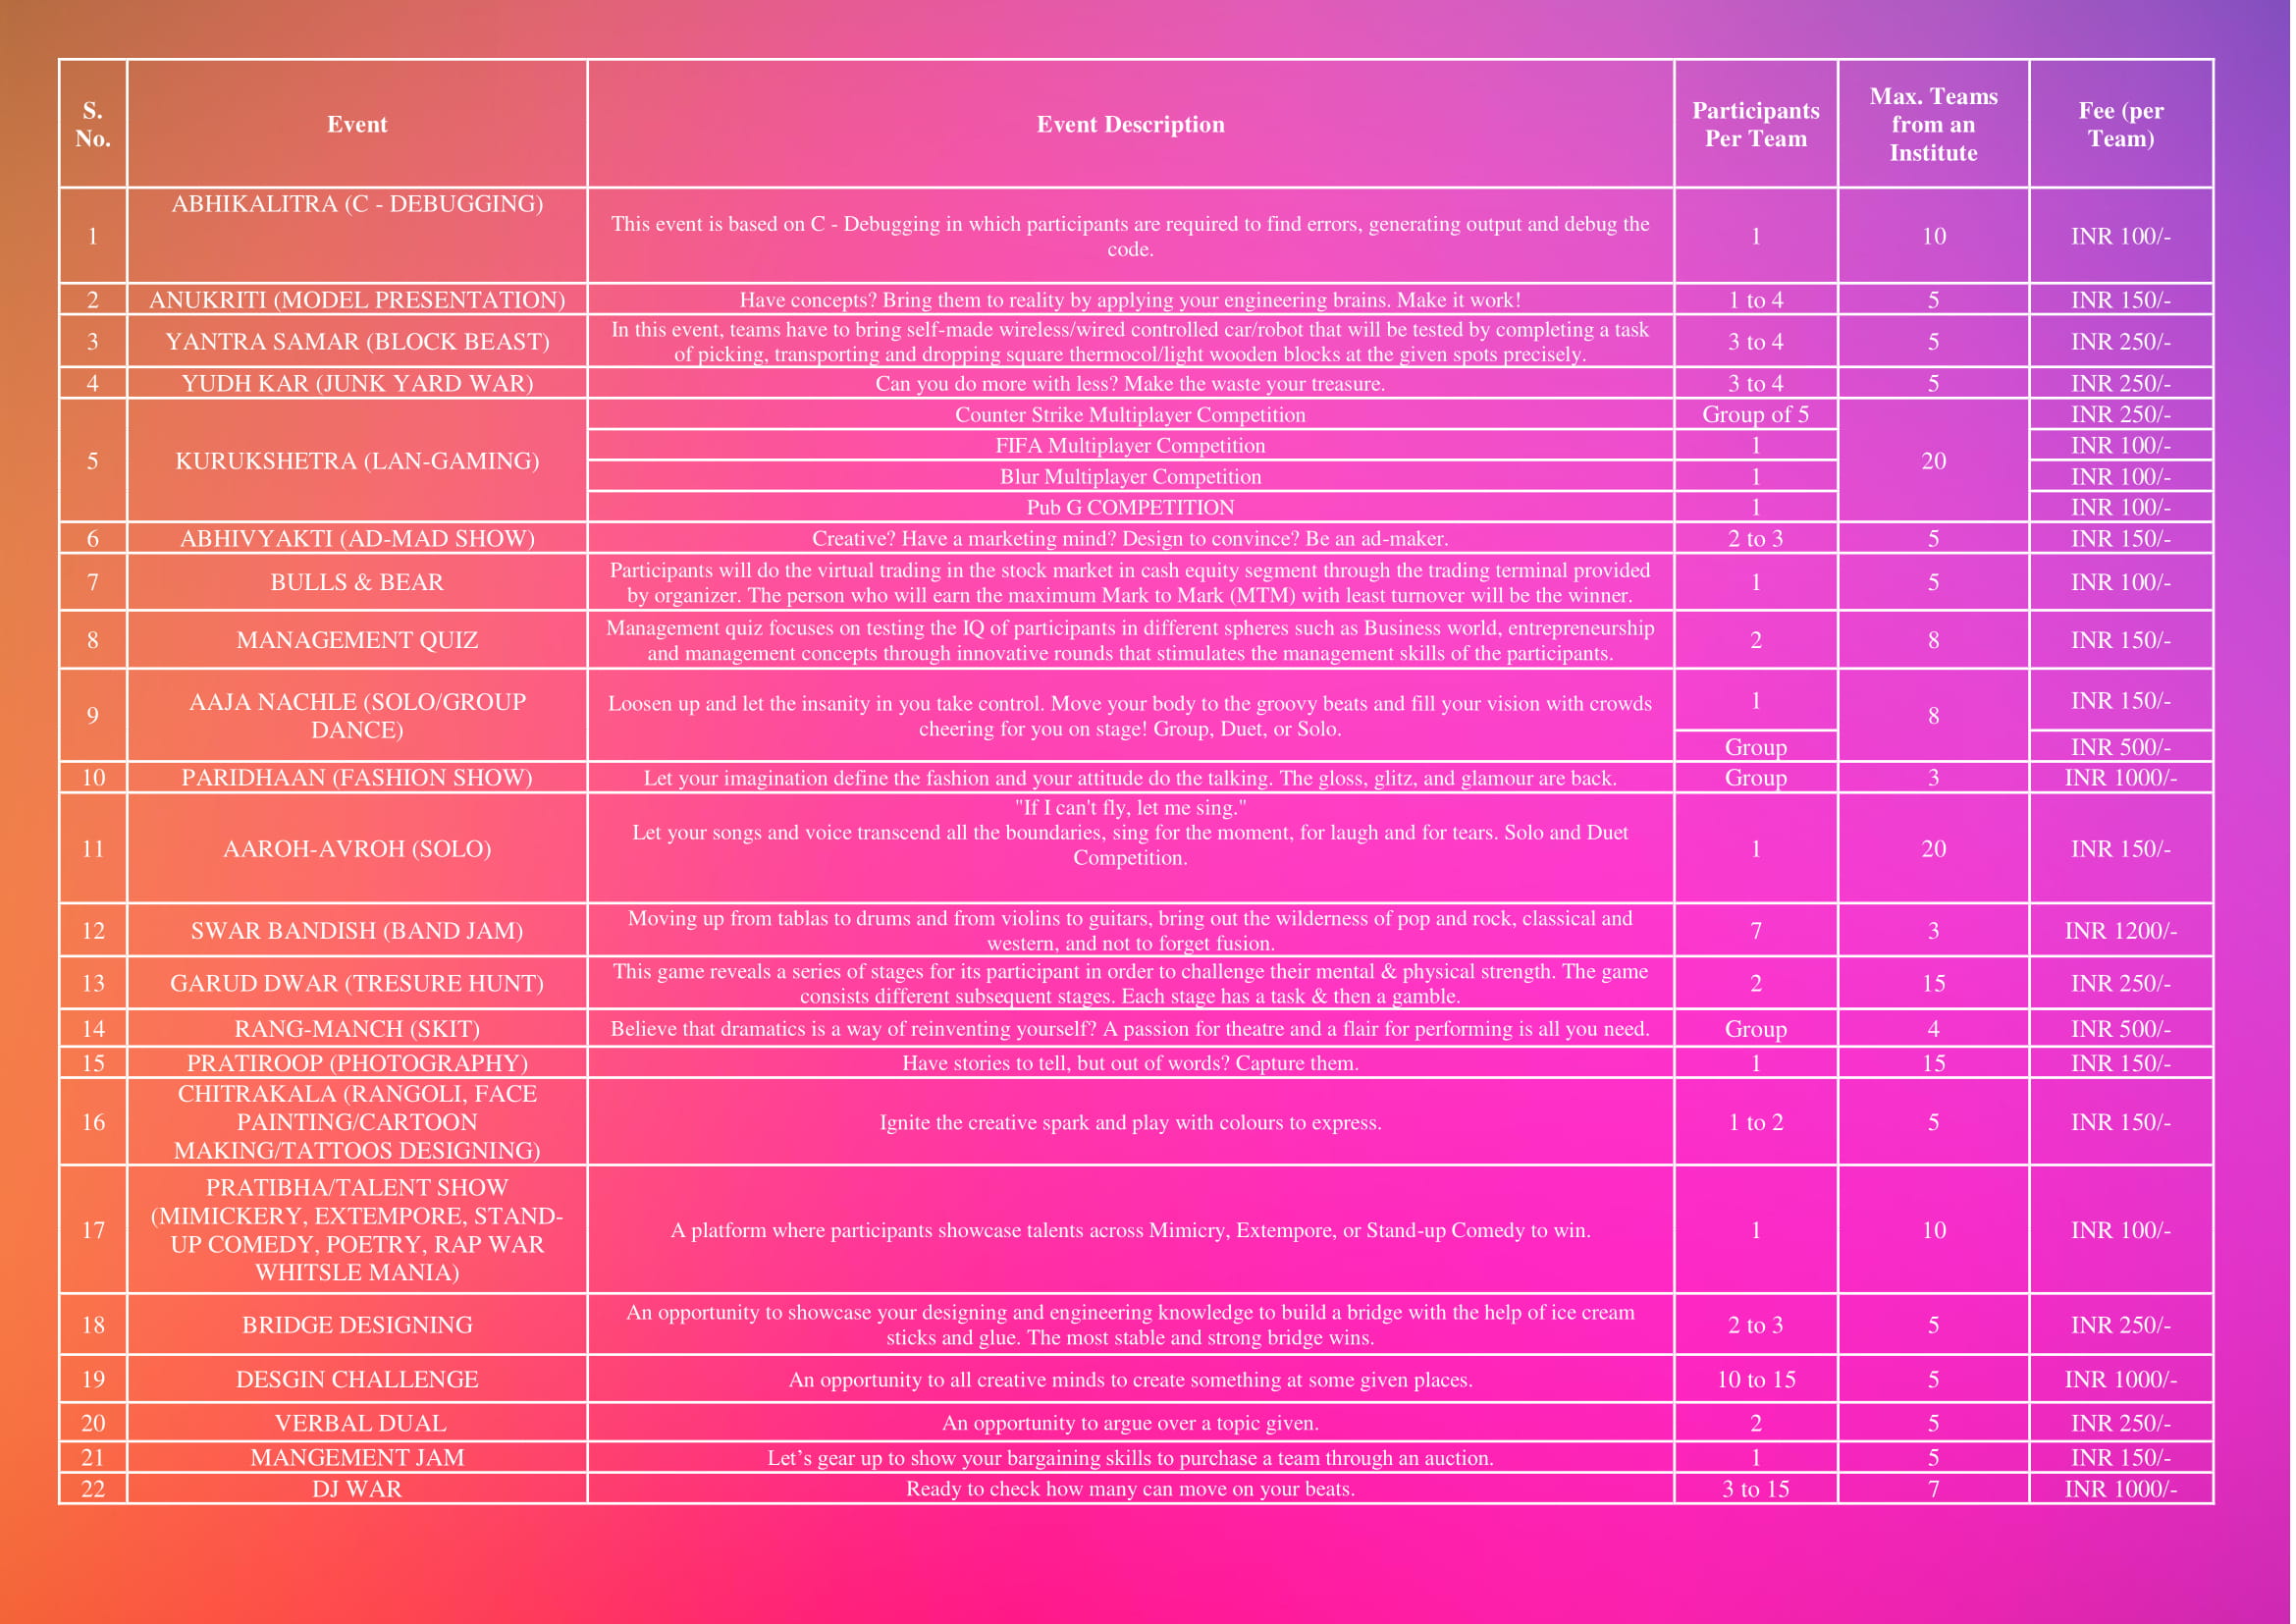 S.
No.
Event
Event Description
Participants
Per Team
Max. Teams
from an
Institute
Fee (per
Team)
1
ABHIKALITRA (C - DEBUGGING)
This event is based on C - Debugging in which participants are required to find errors, generating output and debug the
code.
1
10
INR 100/-
2
ANUKRITI (MODEL PRESENTATION)
Have concepts? Bring them to reality by applying your engineering brains. Make it work!
1 to 4
5
INR 150/-
3
YANTRA SAMAR (BLOCK BEAST)
In this event, teams have to bring self-made wireless/wired controlled car/robot that will be tested by completing a task
of picking, transporting and dropping square thermocol/light wooden blocks at the given spots precisely.
3 to 4
5
INR 250/-
4
YUDH KAR (JUNK YARD WAR)
Can you do more with less? Make the waste your treasure.
3 to 4
5
INR 250/-
5
KURUKSHETRA (LAN-GAMING)
Counter Strike Multiplayer Competition
Group of 5
20
INR 250/-
FIFA Multiplayer Competition
1
INR 100/-
Blur Multiplayer Competition
1
INR 100/-
Pub G COMPETITION
1
INR 100/-
6
ABHIVYAKTI (AD-MAD SHOW)
Creative? Have a marketing mind? Design to convince? Be an ad-maker.
2 to 3
5
INR 150/-
7
BULLS & BEAR
Participants will do the virtual trading in the stock market in cash equity segment through the trading terminal provided
by organizer. The person who will earn the maximum Mark to Mark (MTM) with least turnover will be the winner.
1
5
INR 100/-
8
MANAGEMENT QUIZ
Management quiz focuses on testing the IQ of participants in different spheres such as Business world, entrepreneurship
and management concepts through innovative rounds that stimulates the management skills of the participants.
2
8
INR 150/-
9
AAJA NACHLE (SOLO/GROUP
DANCE)
Loosen up and let the insanity in you take control. Move your body to the groovy beats and fill your vision with crowds
cheering for you on stage! Group, Duet, or Solo.
1
8
INR 150/-
Group
INR 500/-
10
PARIDHAAN (FASHION SHOW)
Let your imagination define the fashion and your attitude do the talking. The gloss, glitz, and glamour are back.
Group
3
INR 1000/-
11
AAROH-AVROH (SOLO)
"If I can't fly, let me sing."
Let your songs and voice transcend all the boundaries, sing for the moment, for laugh and for tears. Solo and Duet
Competition.
1
20
INR 150/-
12
SWAR BANDISH (BAND JAM)
Moving up from tablas to drums and from violins to guitars, bring out the wilderness of pop and rock, classical and
western, and not to forget fusion.
7
3
INR 1200/-
13
GARUD DWAR (TRESURE HUNT)
This game reveals a series of stages for its participant in order to challenge their mental & physical strength. The game
consists different subsequent stages. Each stage has a task & then a gamble.
2
15
INR 250/-
14
RANG-MANCH (SKIT)
Believe that dramatics is a way of reinventing yourself? A passion for theatre and a flair for performing is all you need.
Group
4
INR 500/-
15
PRATIROOP (PHOTOGRAPHY)
Have stories to tell, but out of words? Capture them.
1
15
INR 150/-
16
CHITRAKALA (RANGOLI, FACE
PAINTING/CARTOON
MAKING/TATTOOS DESIGNING)
Ignite the creative spark and play with colours to express.
1 to 2
5
INR 150/-
17
PRATIBHA/TALENT SHOW
(MIMICKERY, EXTEMPORE, STAND-
UP COMEDY, POETRY, RAP WAR
WHITSLE MANIA)
A platform where participants showcase talents across Mimicry, Extempore, or Stand-up Comedy to win.
1
10
INR 100/-
18
BRIDGE DESIGNING
An opportunity to showcase your designing and engineering knowledge to build a bridge with the help of ice cream
sticks and glue. The most stable and strong bridge wins.
2 to 3
5
INR 250/-
19
DESGIN CHALLENGE
An opportunity to all creative minds to create something at some given places.
10 to 15
5
INR 1000/-
20
VERBAL DUAL
An opportunity to argue over a topic given.
2
5
INR 250/-
21
MANGEMENT JAM
Let’s gear up to show your bargaining skills to purchase a team through an auction.
1
5
INR 150/-
22
DJ WAR
Ready to check how many can move on your beats.
3 to 15
7
INR 1000/-